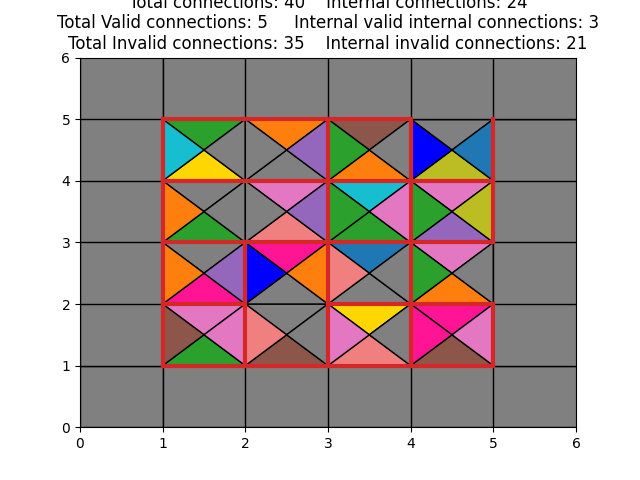 Total connections: 40    Internal connections: 24
Total Valid connections: 5    Internal valid internal connections: 3
Total Invalid connections: 35    Internal invalid connections: 21
6
5
4
3
2
1
0
0 1 2 3 4 5 6